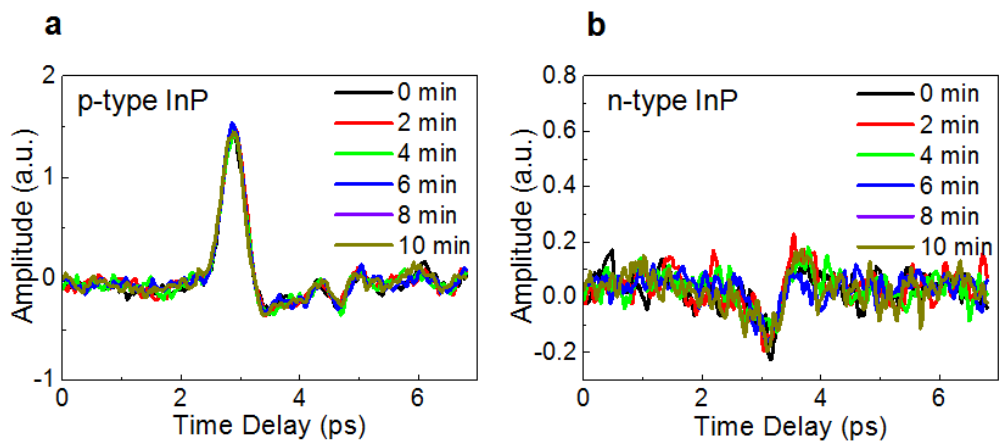 a
2
p-type InP
0 min
2 min
4 min
6 min
8 min
10 min
1
0
-1
Amplitude (a.u.)
0 2 4 6
Time Delay (ps)
b
0.8
n-type InP
0 min
2 min
4 min
6 min
8 min
10 min
0.6
0.4
0.2
0.0
-0.2
Amplitude (a.u.)
0 2 4 6
Time Delay (ps)